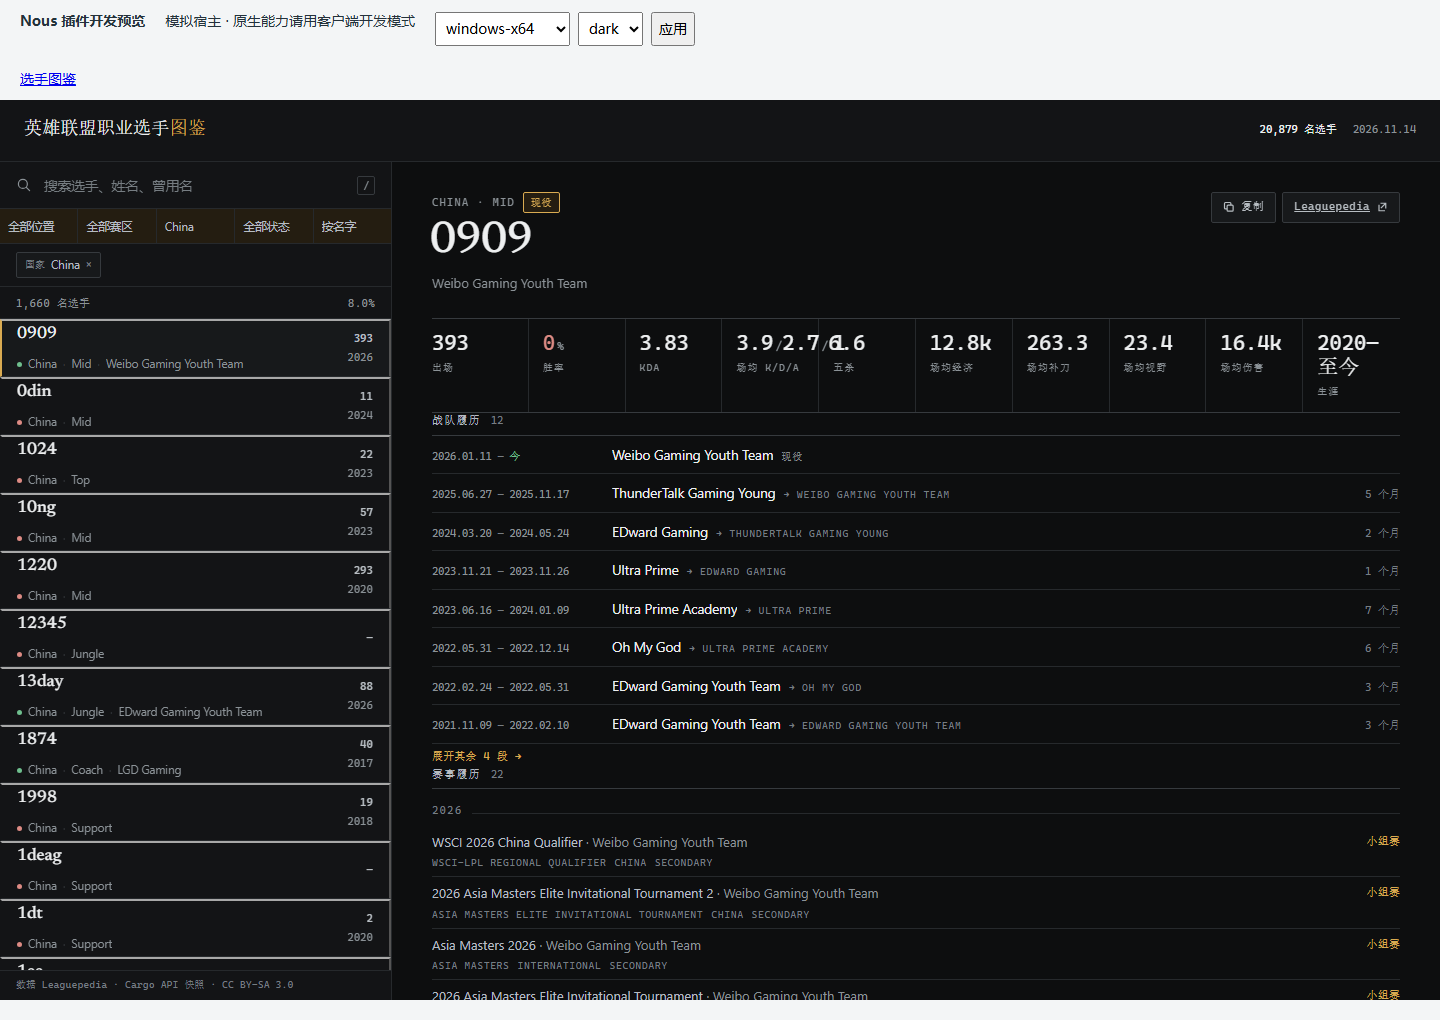 Nous 插件开发预览 模拟宿主 · 原生能力请用客户端开发模式 windows-x64 dark 应用
选手图鉴
英雄联盟职业选手图鉴
20,879 名选手 2026.11.14
搜索选手、姓名、曾用名 /
全部位置 全部赛区 China 全部状态 按名字
国家 China ×
1,660 名选手 8.0%
0909 393
China · Mid · Weibo Gaming Youth Team 2026
0din 11
China · Mid 2024
1024 22
China · Top 2023
10ng 57
China · Mid 2023
1220 293
China · Mid 2020
12345 —
China · Jungle
13day 88
China · Jungle · EDward Gaming Youth Team 2026
1874 40
China · Coach · LGD Gaming 2017
1998 19
China · Support 2018
1deag —
China · Support
1dt 2
China · Support 2020
数据 Leaguepedia · Cargo API 快照 · CC BY-SA 3.0
CHINA · MID 现役
复制 Leaguepedia
0909
Weibo Gaming Youth Team
393 出场
0% 胜率
3.83 KDA
3.9/2.7/6.6 场均 K/D/A
1 五杀
12.8k 场均经济
263.3 场均补刀
23.4 场均视野
16.4k 场均伤害
2020—至今 生涯
战队履历 12
2026.01.11 — 今 Weibo Gaming Youth Team 现役
2025.06.27 — 2025.11.17 ThunderTalk Gaming Young → WEIBO GAMING YOUTH TEAM 5 个月
2024.03.20 — 2024.05.24 EDward Gaming → THUNDERTALK GAMING YOUNG 2 个月
2023.11.21 — 2023.11.26 Ultra Prime → EDWARD GAMING 1 个月
2023.06.16 — 2024.01.09 Ultra Prime Academy → ULTRA PRIME 7 个月
2022.05.31 — 2022.12.14 Oh My God → ULTRA PRIME ACADEMY 6 个月
2022.02.24 — 2022.05.31 EDward Gaming Youth Team → OH MY GOD 3 个月
2021.11.09 — 2022.02.10 EDward Gaming Youth Team → EDWARD GAMING YOUTH TEAM 3 个月
展开其余 4 段 →
赛事履历 22
2026
WSCI 2026 China Qualifier · Weibo Gaming Youth Team 小组赛
WSCI-LPL REGIONAL QUALIFIER CHINA SECONDARY
2026 Asia Masters Elite Invitational Tournament 2 · Weibo Gaming Youth Team 小组赛
ASIA MASTERS ELITE INVITATIONAL TOURNAMENT CHINA SECONDARY
Asia Masters 2026 · Weibo Gaming Youth Team 小组赛
ASIA MASTERS INTERNATIONAL SECONDARY
2026 Asia Masters Elite Invitational Tournament · Weibo Gaming Youth Team 小组赛